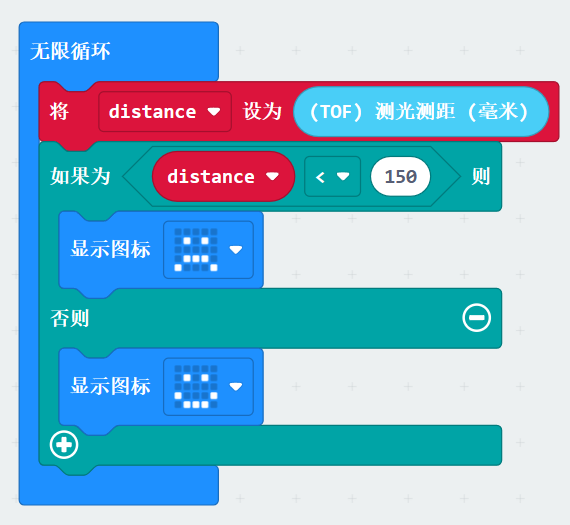 无限循环
将 distance 设为 (TOF) 测光测距 (毫米)
如果为 distance < 150 则
显示图标
否则
显示图标